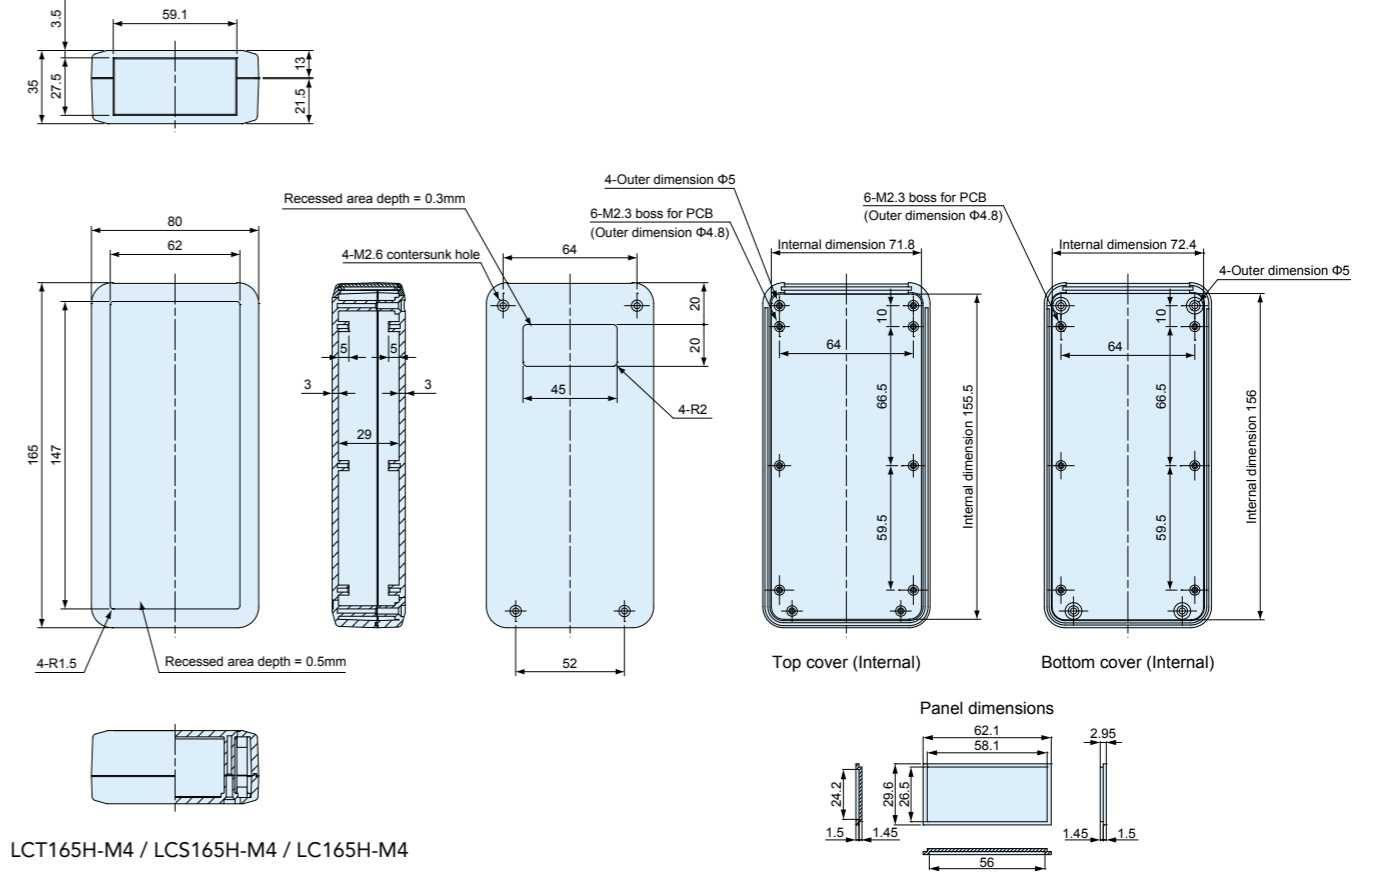 3.5
59.1
35
27.5
13
21.5
4-Outer dimension Φ5
Recessed area depth = 0.3mm
6-M2.3 boss for PCB
(Outer dimension Φ4.8)
6-M2.3 boss for PCB
(Outer dimension Φ4.8)
80
62
4-M2.6 contersunk hole
64
Internal dimension 71.8
Internal dimension 72.4
4-Outer dimension Φ5
20
20
10
10
5
5
64
64
3
3
45
4-R2
66.5
66.5
29
165
147
Internal dimension 155.5
Internal dimension 156
59.5
59.5
4-R1.5
Recessed area depth = 0.5mm
52
Top cover (Internal)
Bottom cover (Internal)
Panel dimensions
62.1
58.1
2.95
24.2
29.6
26.5
1.5
1.45
1.45
1.5
56
LCT165H-M4 / LCS165H-M4 / LC165H-M4